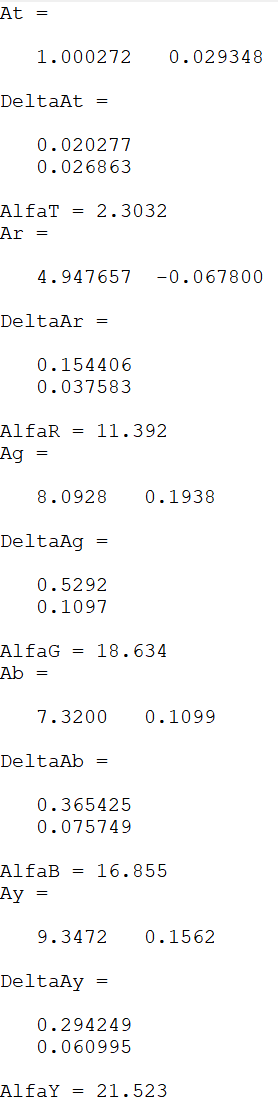 At =
1.000272 0.029348
DeltaAt =
0.020277
0.026863
AlfaT = 2.3032
Ar =
4.947657 -0.067800
DeltaAr =
0.154406
0.037583
AlfaR = 11.392
Ag =
8.0928 0.1938
DeltaAg =
0.5292
0.1097
AlfaG = 18.634
Ab =
7.3200 0.1099
DeltaAb =
0.365425
0.075749
AlfaB = 16.855
Ay =
9.3472 0.1562
DeltaAy =
0.294249
0.060995
AlfaY = 21.523